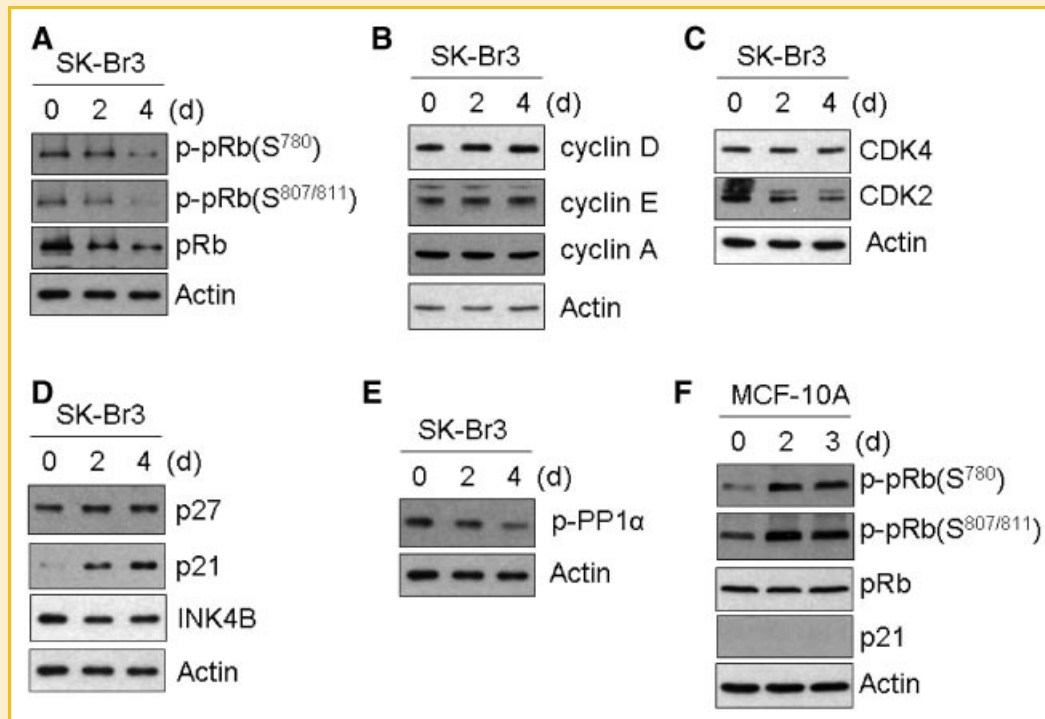 A
SK-Br3
0 2 4 (d)
p-pRb(S780)
p-pRb(S807/811)
pRb
Actin
B
SK-Br3
0 2 4 (d)
cyclin D
cyclin E
cyclin A
Actin
C
SK-Br3
0 2 4 (d)
CDK4
CDK2
Actin
D
SK-Br3
0 2 4 (d)
p27
p21
INK4B
Actin
E
SK-Br3
0 2 4 (d)
p-PP1α
Actin
F
MCF-10A
0 2 3 (d)
p-pRb(S780)
p-pRb(S807/811)
pRb
p21
Actin